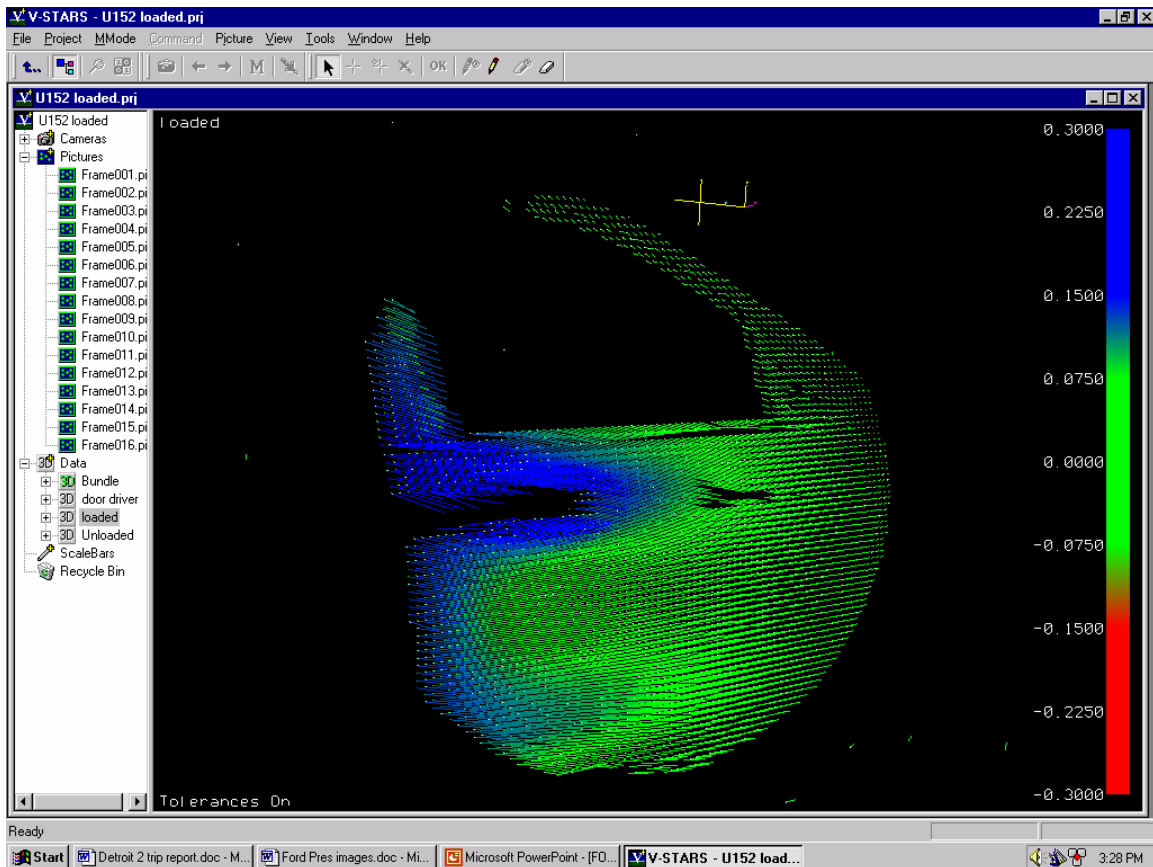 V-STARS - U152 loaded.prj
File Project MMode Command Picture View Tools Window Help
M OK
U152 loaded.prj
U152 loaded
Cameras
Pictures
Frame001.pi
Frame002.pi
Frame003.pi
Frame004.pi
Frame005.pi
Frame006.pi
Frame007.pi
Frame008.pi
Frame009.pi
Frame010.pi
Frame011.pi
Frame012.pi
Frame013.pi
Frame014.pi
Frame015.pi
Frame016.pi
3D Data
3D Bundle
3D door driver
3D loaded
3D Unloaded
ScaleBars
Recycle Bin
loaded
0.3000
0.2250
0.1500
0.0750
0.0000
-0.0750
-0.1500
-0.2250
-0.3000
Tolerances On
Ready
Start Detroit 2 trip report.doc - M... Ford Pres images.doc - Mi... Microsoft PowerPoint - [FO... V-STARS - U152 load... 3:28 PM